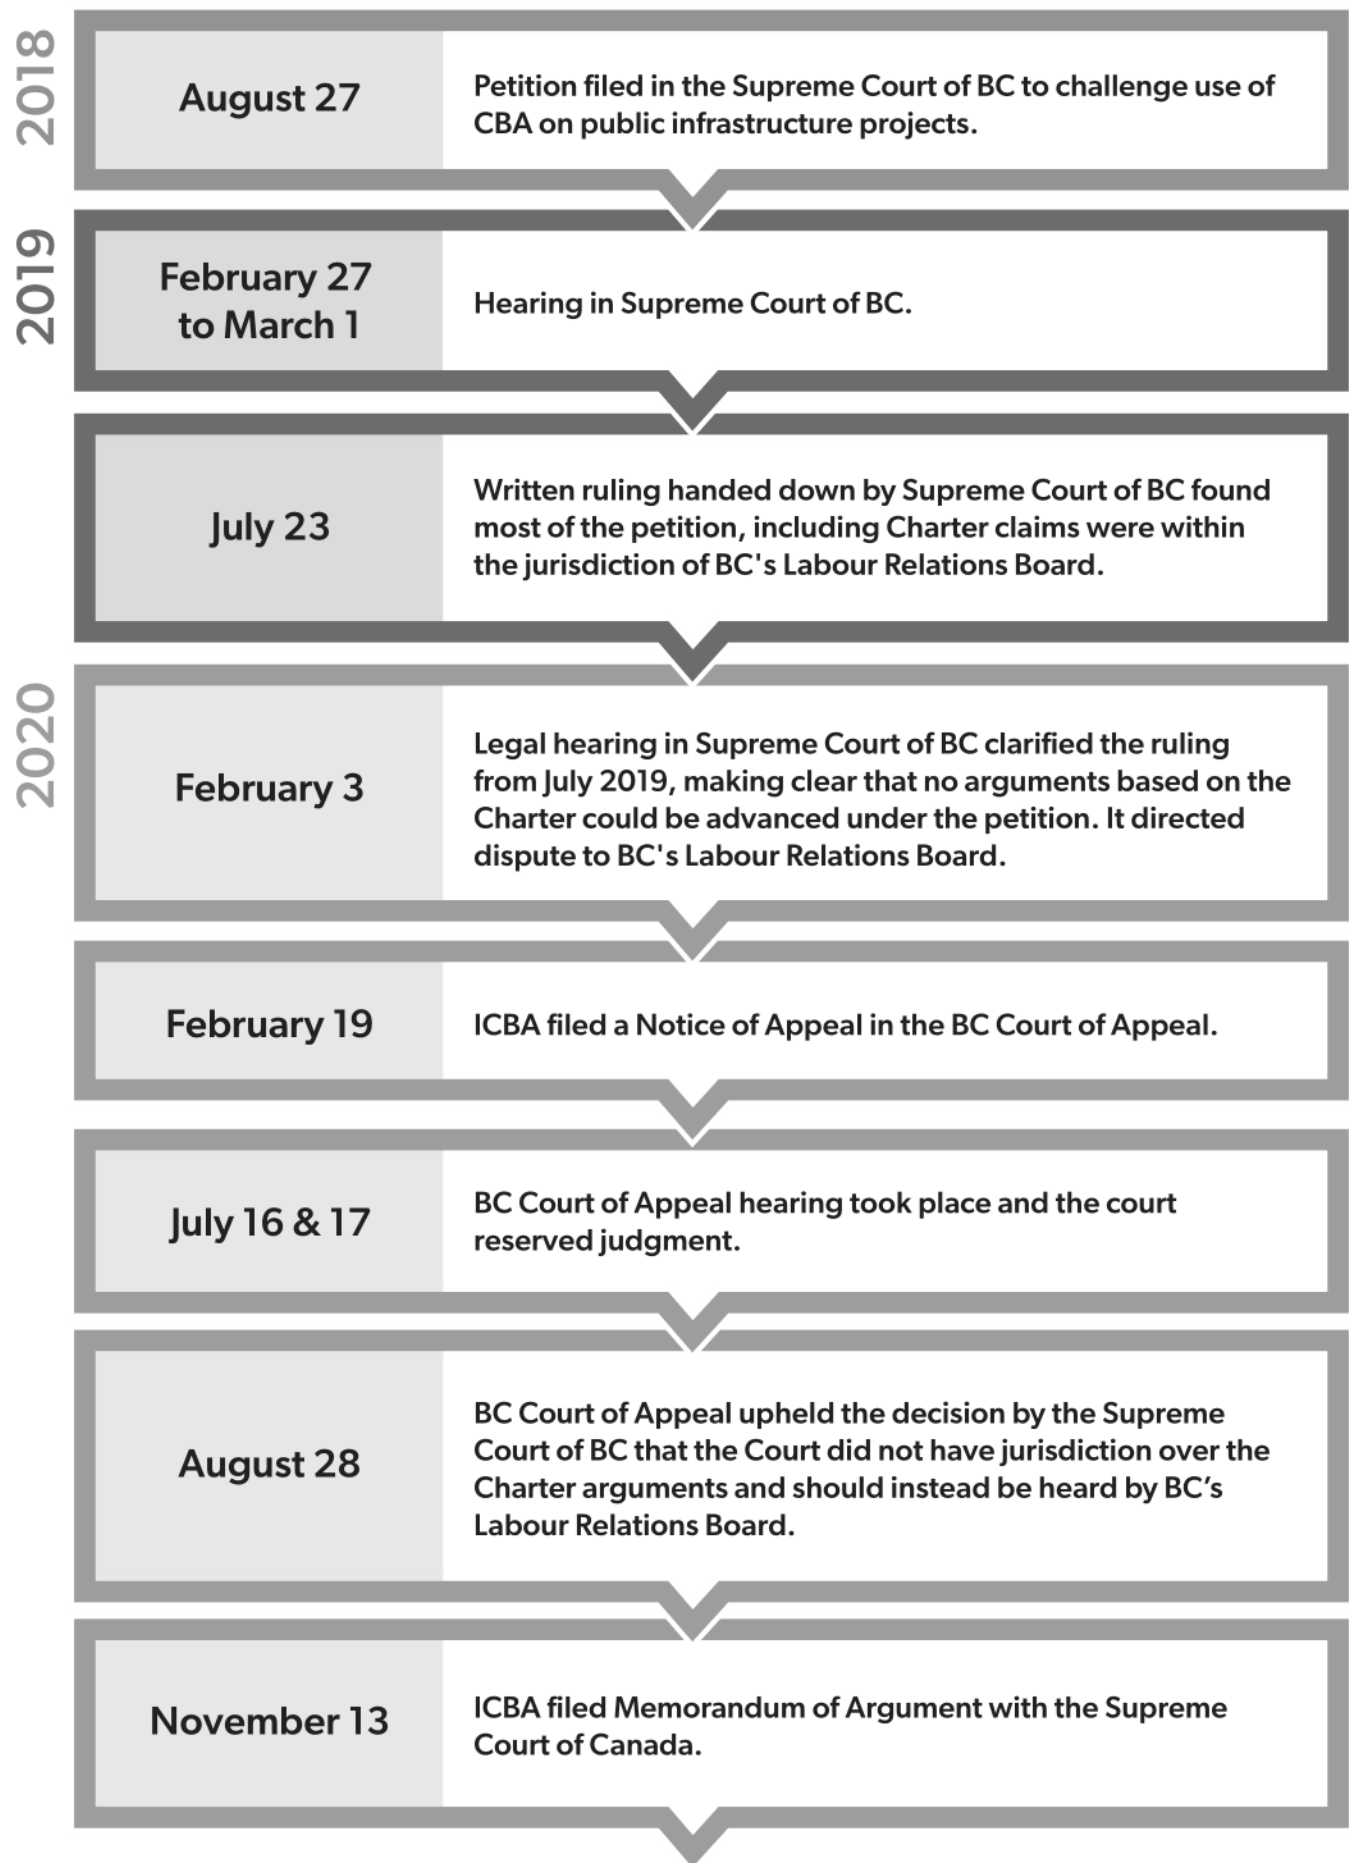 2018
August 27
Petition filed in the Supreme Court of BC to challenge use of
CBA on public infrastructure projects.
2019
February 27
to March 1
Hearing in Supreme Court of BC.
July 23
Written ruling handed down by Supreme Court of BC found
most of the petition, including Charter claims were within
the jurisdiction of BC's Labour Relations Board.
2020
February 3
Legal hearing in Supreme Court of BC clarified the ruling
from July 2019, making clear that no arguments based on the
Charter could be advanced under the petition. It directed
dispute to BC's Labour Relations Board.
February 19
ICBA filed a Notice of Appeal in the BC Court of Appeal.
July 16 & 17
BC Court of Appeal hearing took place and the court
reserved judgment.
August 28
BC Court of Appeal upheld the decision by the Supreme
Court of BC that the Court did not have jurisdiction over the
Charter arguments and should instead be heard by BC’s
Labour Relations Board.
November 13
ICBA filed Memorandum of Argument with the Supreme
Court of Canada.